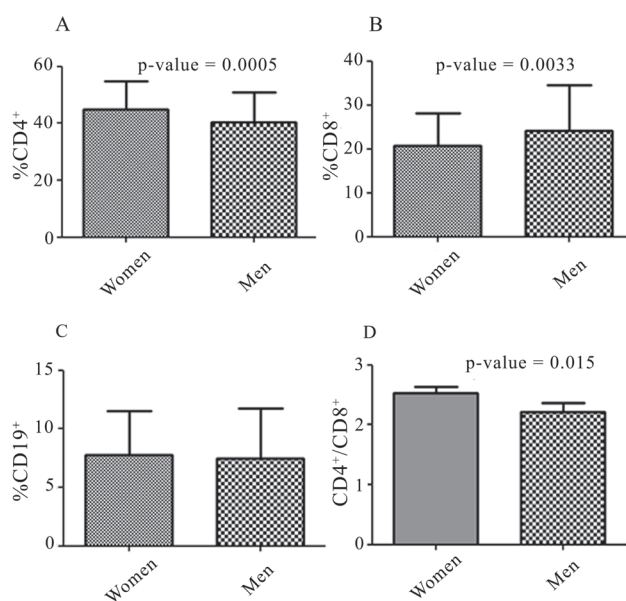 A
p-value = 0.0005
%CD4⁺
60
40
20
0
Women
Men
B
p-value = 0.0033
%CD8⁺
40
30
20
10
0
Women
Men
C
%CD19⁺
15
10
5
0
Women
Men
D
p-value = 0.015
CD4⁺/CD8⁺
3
2
1
0
Women
Men